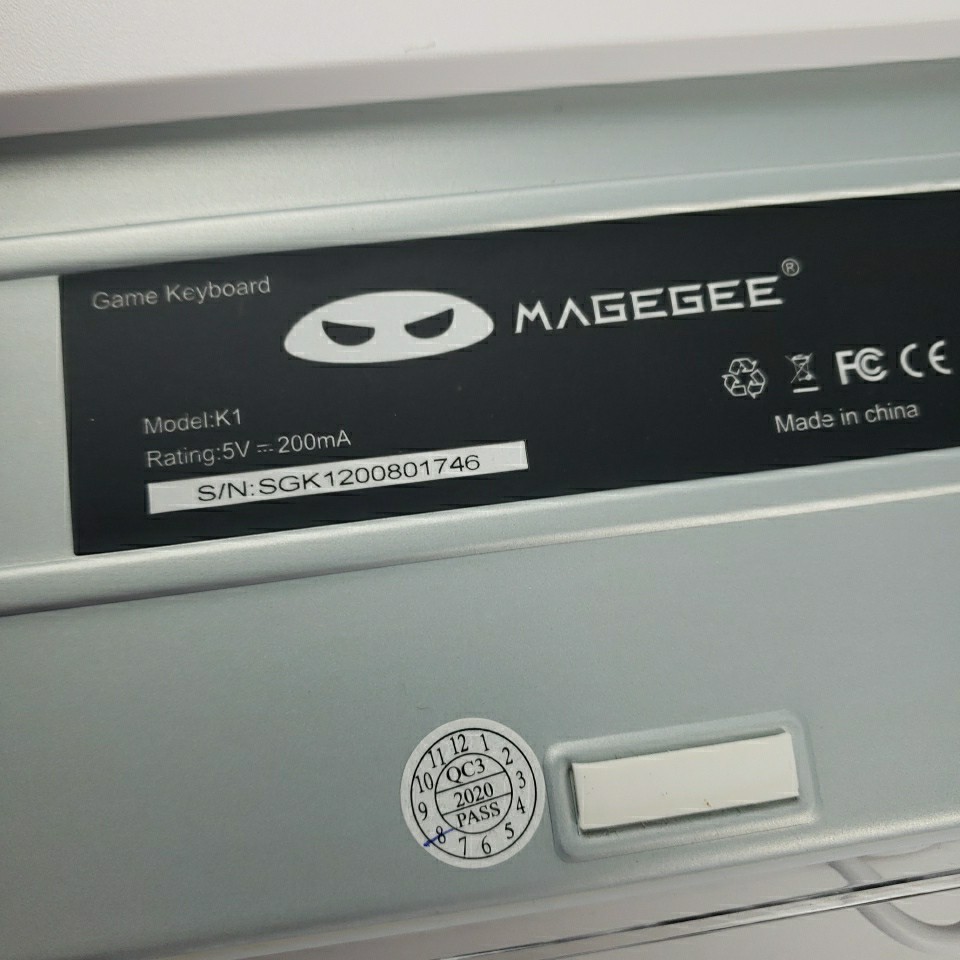 Game Keyboard
MAGEGEE®
FC CE
Made in china
Model:K1
Rating:5V ⎓ 200mA
S/N:SGK1200801746
12 1 2 3 4 5 6 7 8 9 10 11
QC3
2020
PASS